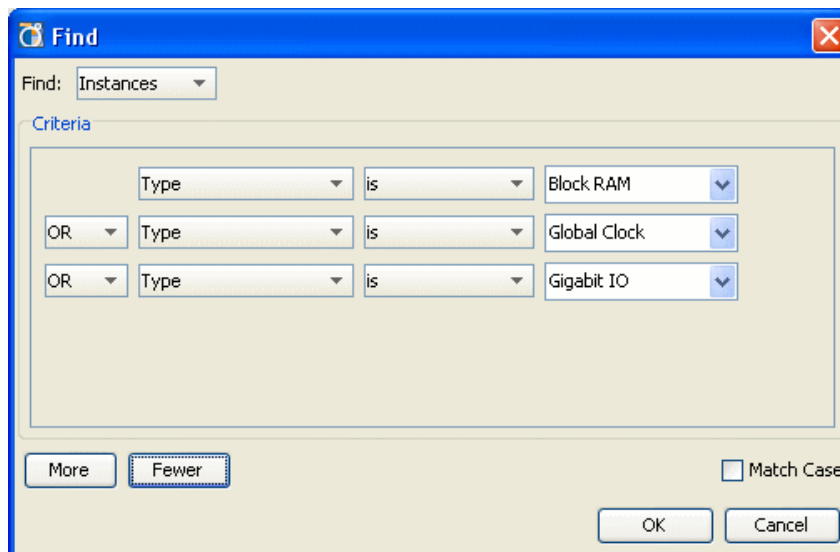 Find
Find: Instances
Criteria
Type is Block RAM
OR Type is Global Clock
OR Type is Gigabit IO
More Fewer Match Case
OK Cancel